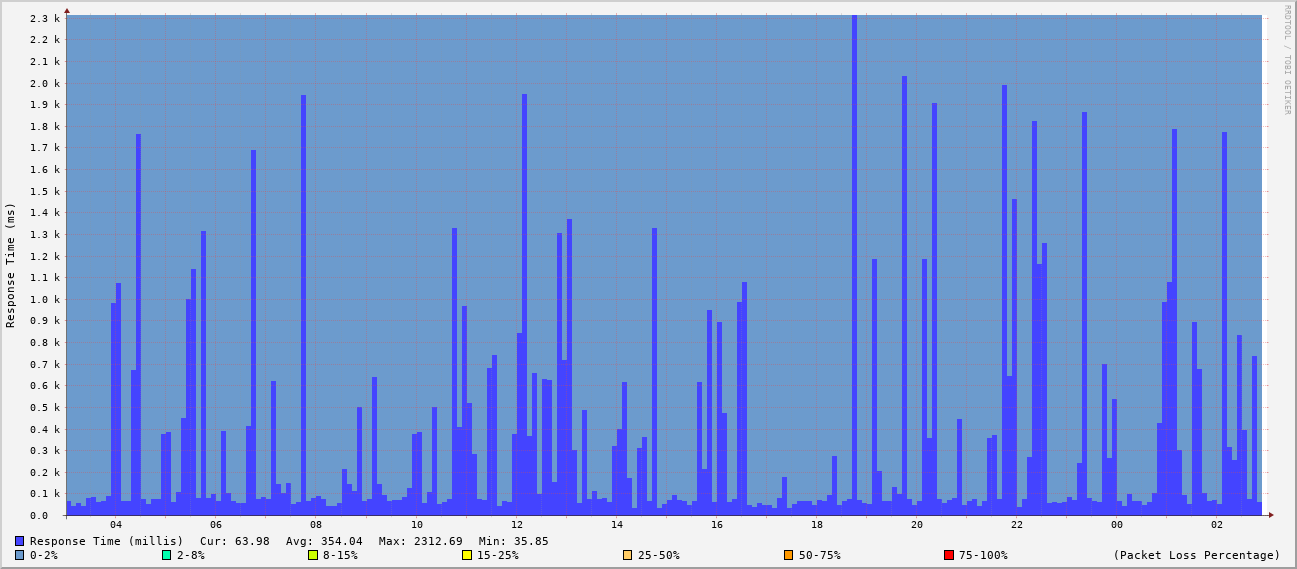 2.3 k
2.2 k
2.1 k
2.0 k
1.9 k
1.8 k
1.7 k
1.6 k
1.5 k
1.4 k
1.3 k
1.2 k
1.1 k
1.0 k
0.9 k
0.8 k
0.7 k
0.6 k
0.5 k
0.4 k
0.3 k
0.2 k
0.1 k
0.0
Response Time (ms)
RRDTOOL / TOBI OETIKER
04 06 08 10 12 14 16 18 20 22 00 02
Response Time (millis) Cur: 63.98 Avg: 354.04 Max: 2312.69 Min: 35.85
0-2% 2-8% 8-15% 15-25% 25-50% 50-75% 75-100% (Packet Loss Percentage)